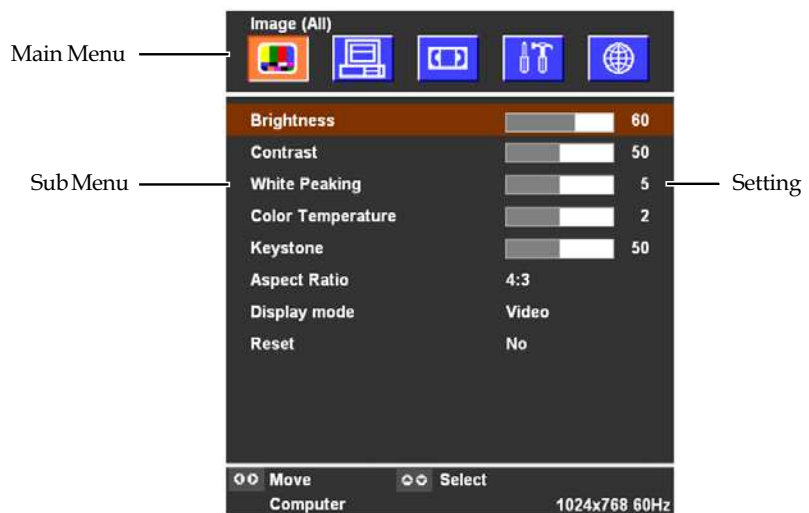 Image (All)
Main Menu
Brightness 60
Contrast 50
Sub Menu
White Peaking 5
Setting
Color Temperature 2
Keystone 50
Aspect Ratio 4:3
Display mode Video
Reset No
Move Select
Computer 1024x768 60Hz